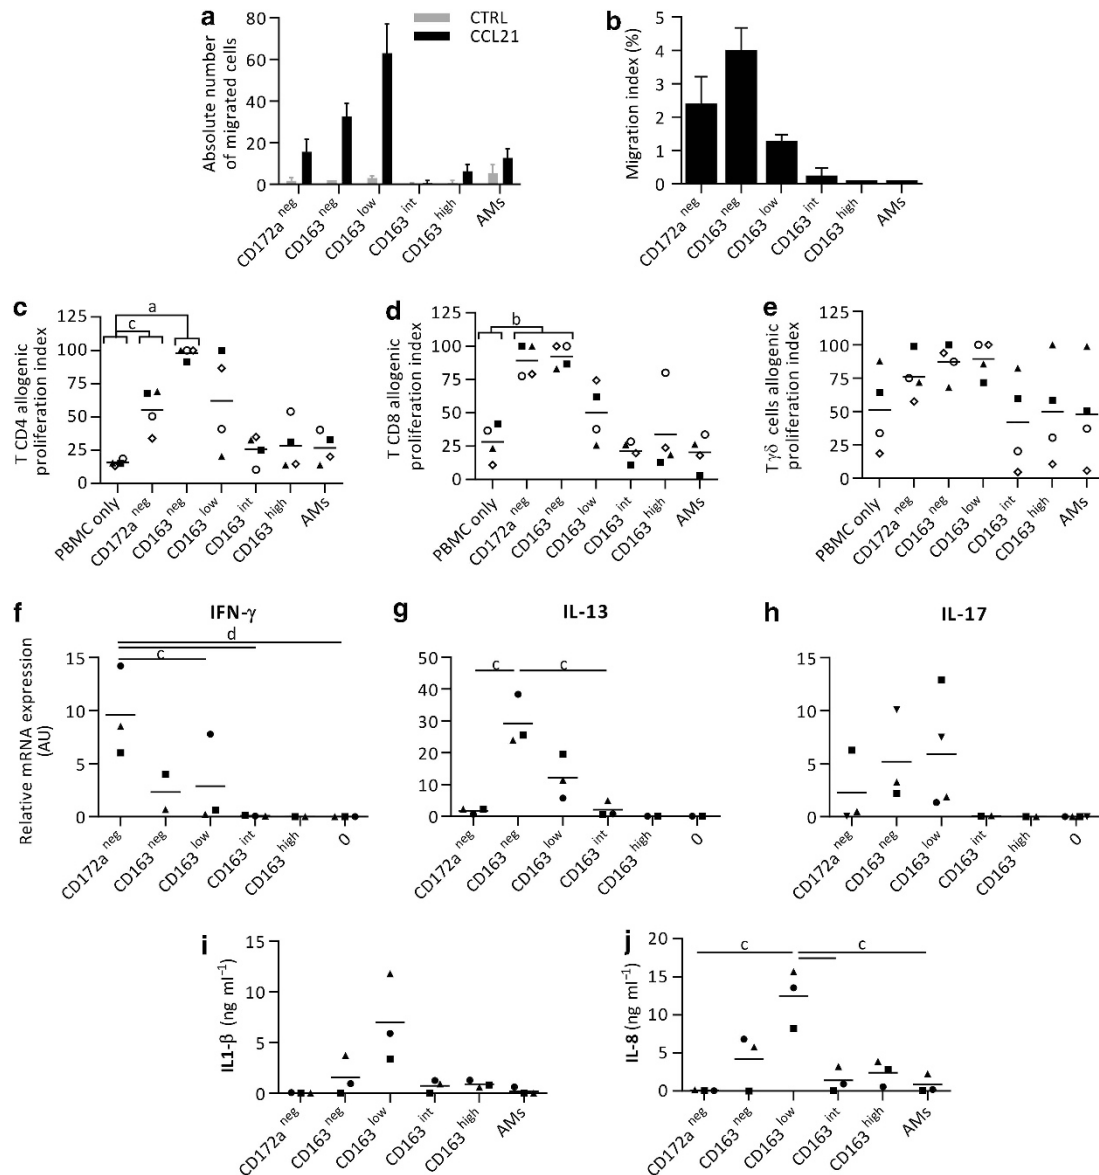 a
CTRL
CCL21
Absolute number
of migrated cells
80
60
40
20
0
CD172a neg
CD163 neg
CD163 low
CD163 int
CD163 high
AMs
b
Migration index (%)
5
4
3
2
1
0
CD172a neg
CD163 neg
CD163 low
CD163 int
CD163 high
AMs
c
T CD4 allogenic
proliferation index
125
100
75
50
25
0
a
c
PBMC only
CD172a neg
CD163 neg
CD163 low
CD163 int
CD163 high
AMs
d
T CD8 allogenic
proliferation index
125
100
75
50
25
0
b
PBMC only
CD172a neg
CD163 neg
CD163 low
CD163 int
CD163 high
AMs
e
Tγδ cells allogenic
proliferation index
125
100
75
50
25
0
PBMC only
CD172a neg
CD163 neg
CD163 low
CD163 int
CD163 high
AMs
f
IFN-γ
Relative mRNA expression
(AU)
15
10
5
0
d
c
CD172a neg
CD163 neg
CD163 low
CD163 int
CD163 high
0
g
IL-13
50
40
30
20
10
0
c
c
CD172a neg
CD163 neg
CD163 low
CD163 int
CD163 high
0
h
IL-17
15
10
5
0
CD172a neg
CD163 neg
CD163 low
CD163 int
CD163 high
0
i
IL1-β (ng ml⁻¹)
15
10
5
0
CD172a neg
CD163 neg
CD163 low
CD163 int
CD163 high
AMs
j
IL-8 (ng ml⁻¹)
20
15
10
5
0
c
c
CD172a neg
CD163 neg
CD163 low
CD163 int
CD163 high
AMs